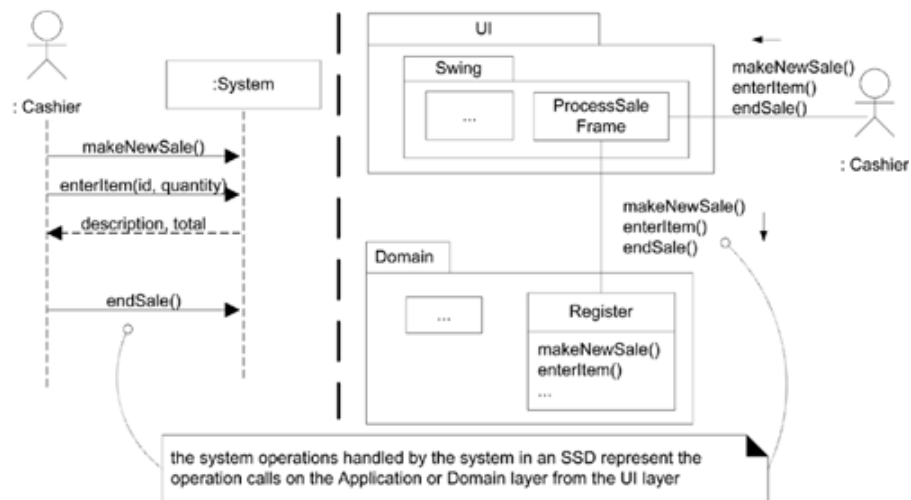 : Cashier
:System
makeNewSale()
enterItem(id, quantity)
description, total
endSale()
UI
Swing
...
ProcessSale
Frame
makeNewSale()
enterItem()
endSale()
: Cashier
makeNewSale()
enterItem()
endSale()
Domain
...
Register
makeNewSale()
enterItem()
...
the system operations handled by the system in an SSD represent the
operation calls on the Application or Domain layer from the UI layer